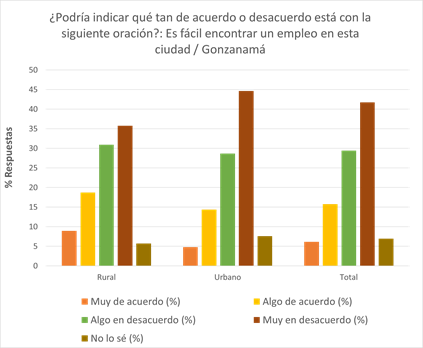 ¿Podría indicar qué tan de acuerdo o desacuerdo está con la
siguiente oración?: Es fácil encontrar un empleo en esta
ciudad / Gonzanamá
% Respuestas
50
45
40
35
30
25
20
15
10
5
0
Rural
Urbano
Total
Muy de acuerdo (%)
Algo de acuerdo (%)
Algo en desacuerdo (%)
Muy en desacuerdo (%)
No lo sé (%)